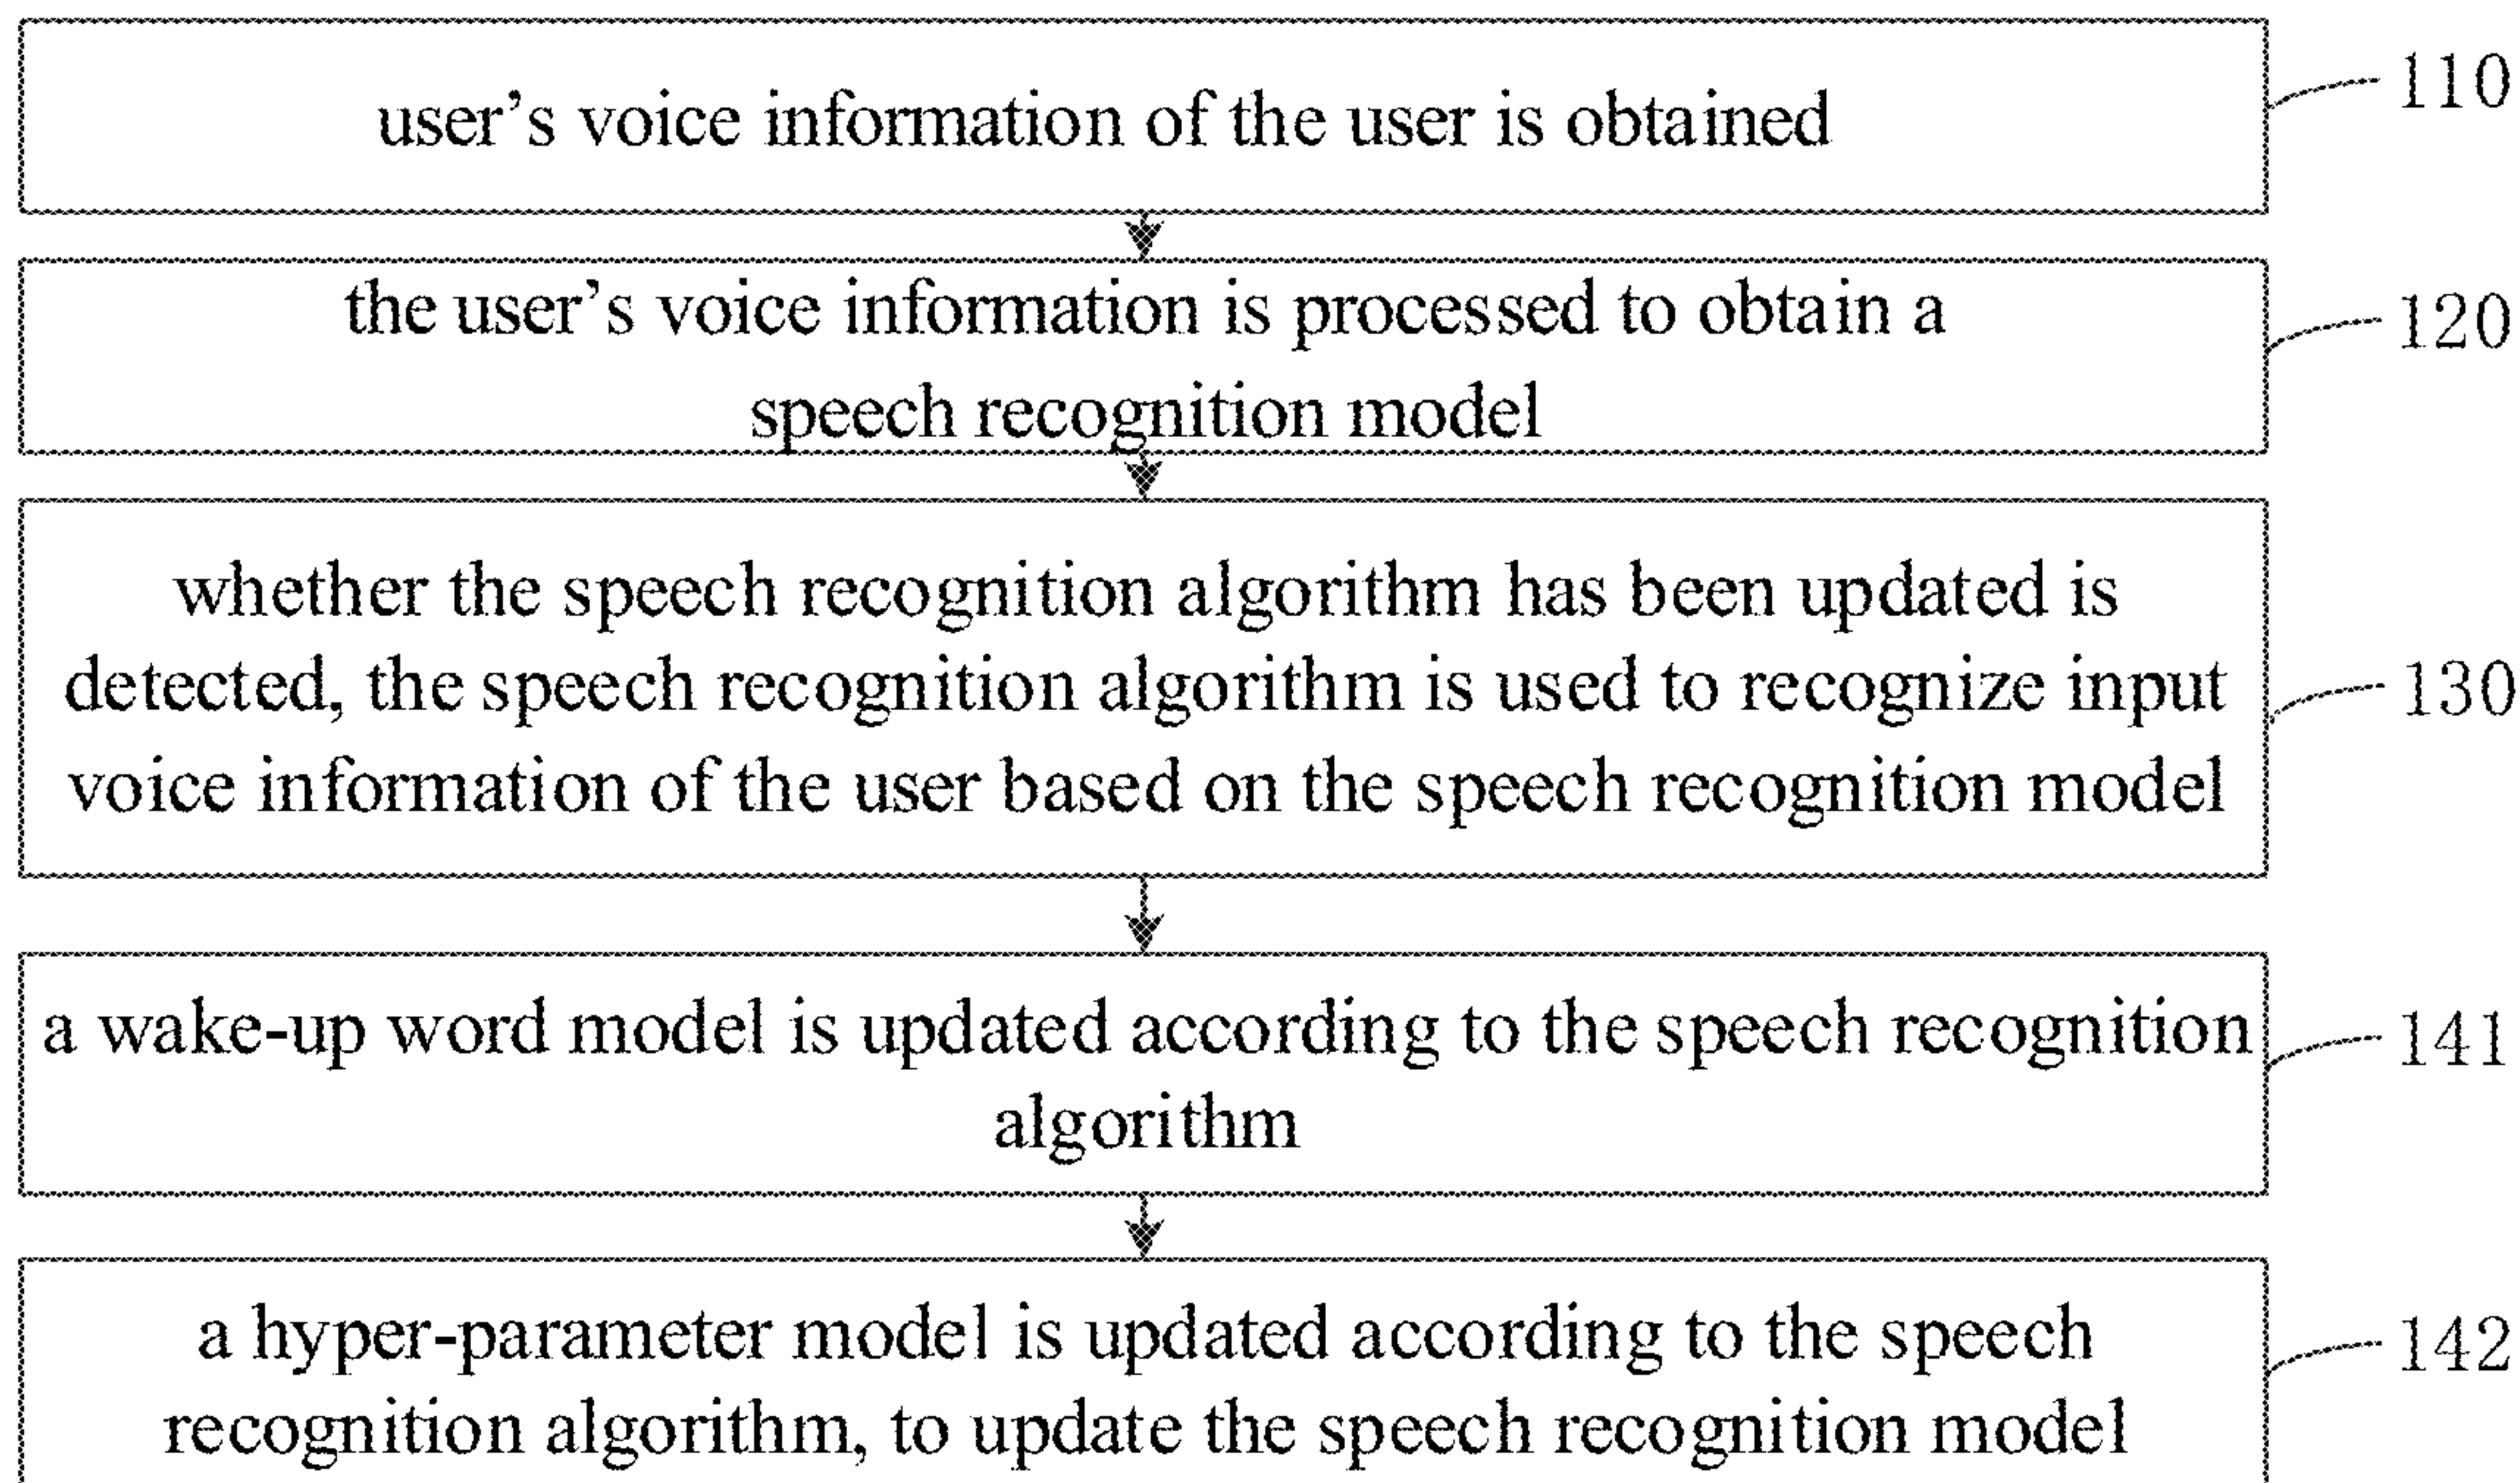 user's voice information of the user is obtained
110
the user's voice information is processed to obtain a
speech recognition model
120
whether the speech recognition algorithm has been updated is
detected, the speech recognition algorithm is used to recognize input
voice information of the user based on the speech recognition model
130
a wake-up word model is updated according to the speech recognition
algorithm
141
a hyper-parameter model is updated according to the speech
recognition algorithm, to update the speech recognition model
142